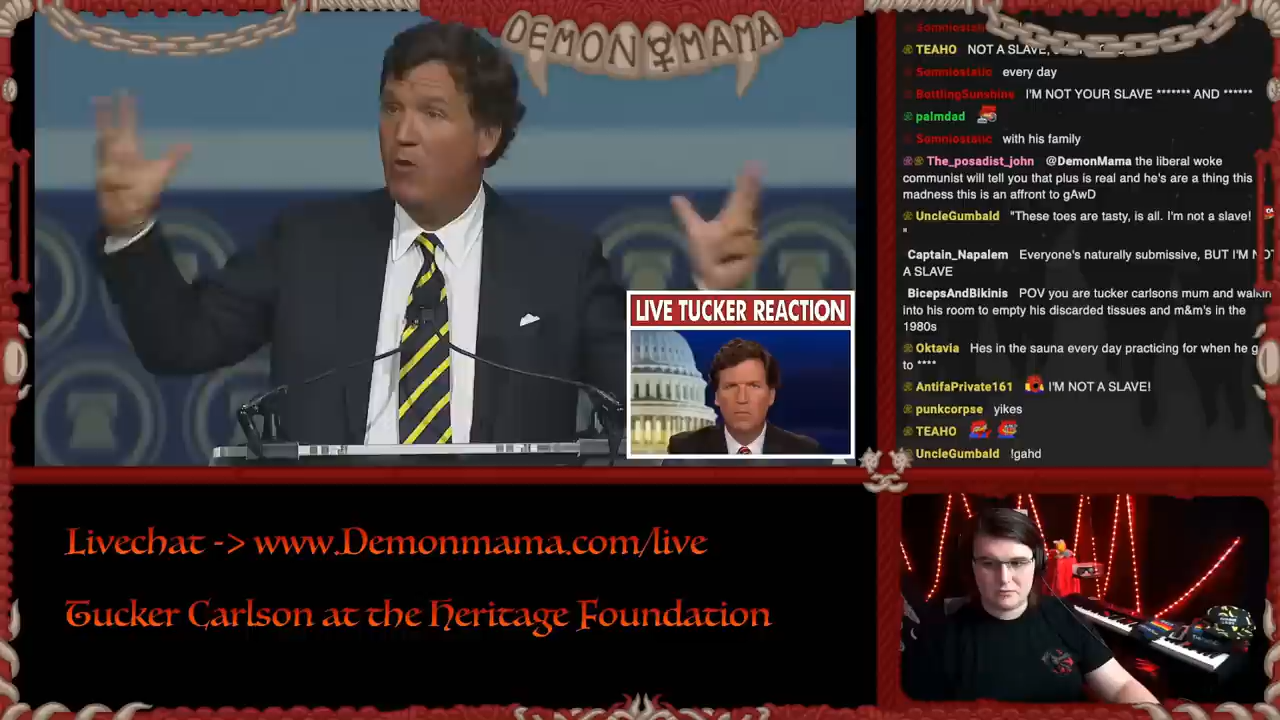 DEMON MAMA
LIVE TUCKER REACTION
Somniostatic
TEAHO NOT A SLAVE,
Somniostatic every day
BottlingSunshine I'M NOT YOUR SLAVE ******* AND ******
palmdad
Somniostatic with his family
The_posadist_john @DemonMama the liberal woke
communist will tell you that plus is real and he's are a thing this
madness this is an affront to gAwD
UncleGumbald "These toes are tasty, is all. I'm not a slave!
"
Captain_Napalem Everyone's naturally submissive, BUT I'M NOT
A SLAVE
BicepsAndBikinis POV you are tucker carlsons mum and walkin
into his room to empty his discarded tissues and m&m's in the
1980s
Oktavia Hes in the sauna every day practicing for when he g
to ****
AntifaPrivate161 I'M NOT A SLAVE!
punkcorpse yikes
TEAHO
UncleGumbald !gahd
Livechat -> www.Demonmama.com/live
Tucker Carlson at the Heritage Foundation